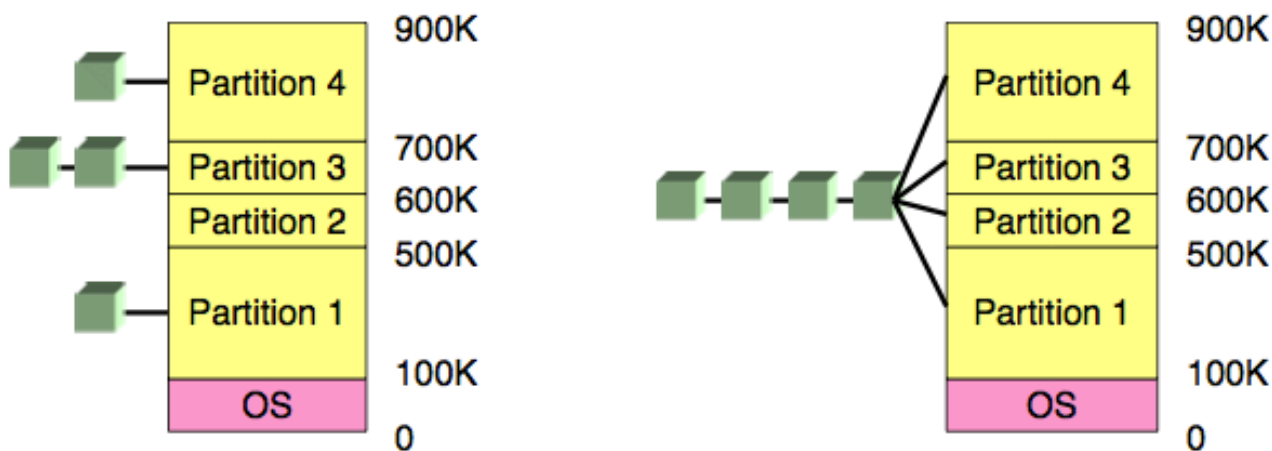 900K
Partition 4
700K
Partition 3
600K
Partition 2
500K
Partition 1
100K
OS
0
900K
Partition 4
700K
Partition 3
600K
Partition 2
500K
Partition 1
100K
OS
0